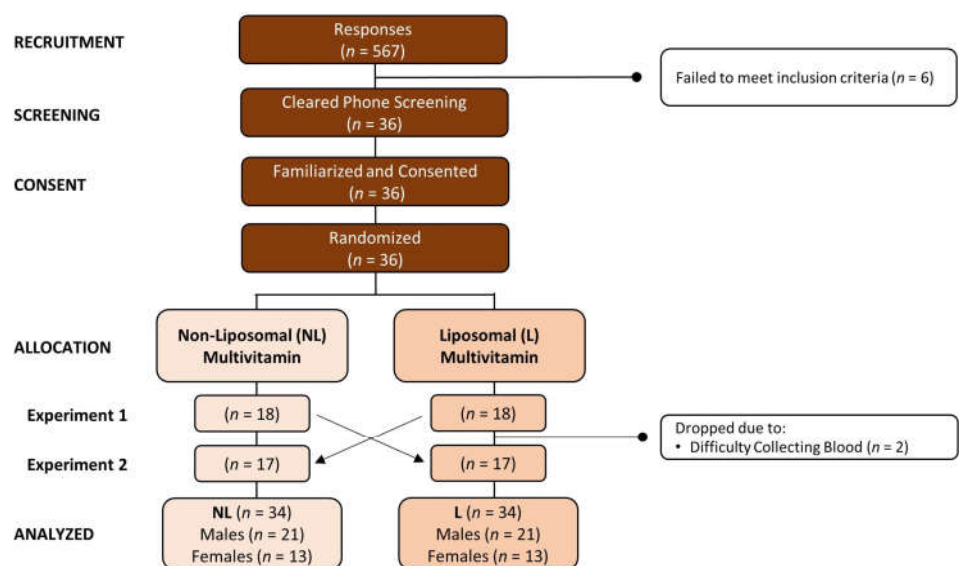 RECRUITMENT
Responses
(n = 567)
Failed to meet inclusion criteria (n = 6)
SCREENING
Cleared Phone Screening
(n = 36)
CONSENT
Familiarized and Consented
(n = 36)
Randomized
(n = 36)
ALLOCATION
Non-Liposomal (NL)
Multivitamin
Liposomal (L)
Multivitamin
Experiment 1
(n = 18)
(n = 18)
Dropped due to:
• Difficulty Collecting Blood (n = 2)
Experiment 2
(n = 17)
(n = 17)
ANALYZED
NL (n = 34)
Males (n = 21)
Females (n = 13)
L (n = 34)
Males (n = 21)
Females (n = 13)